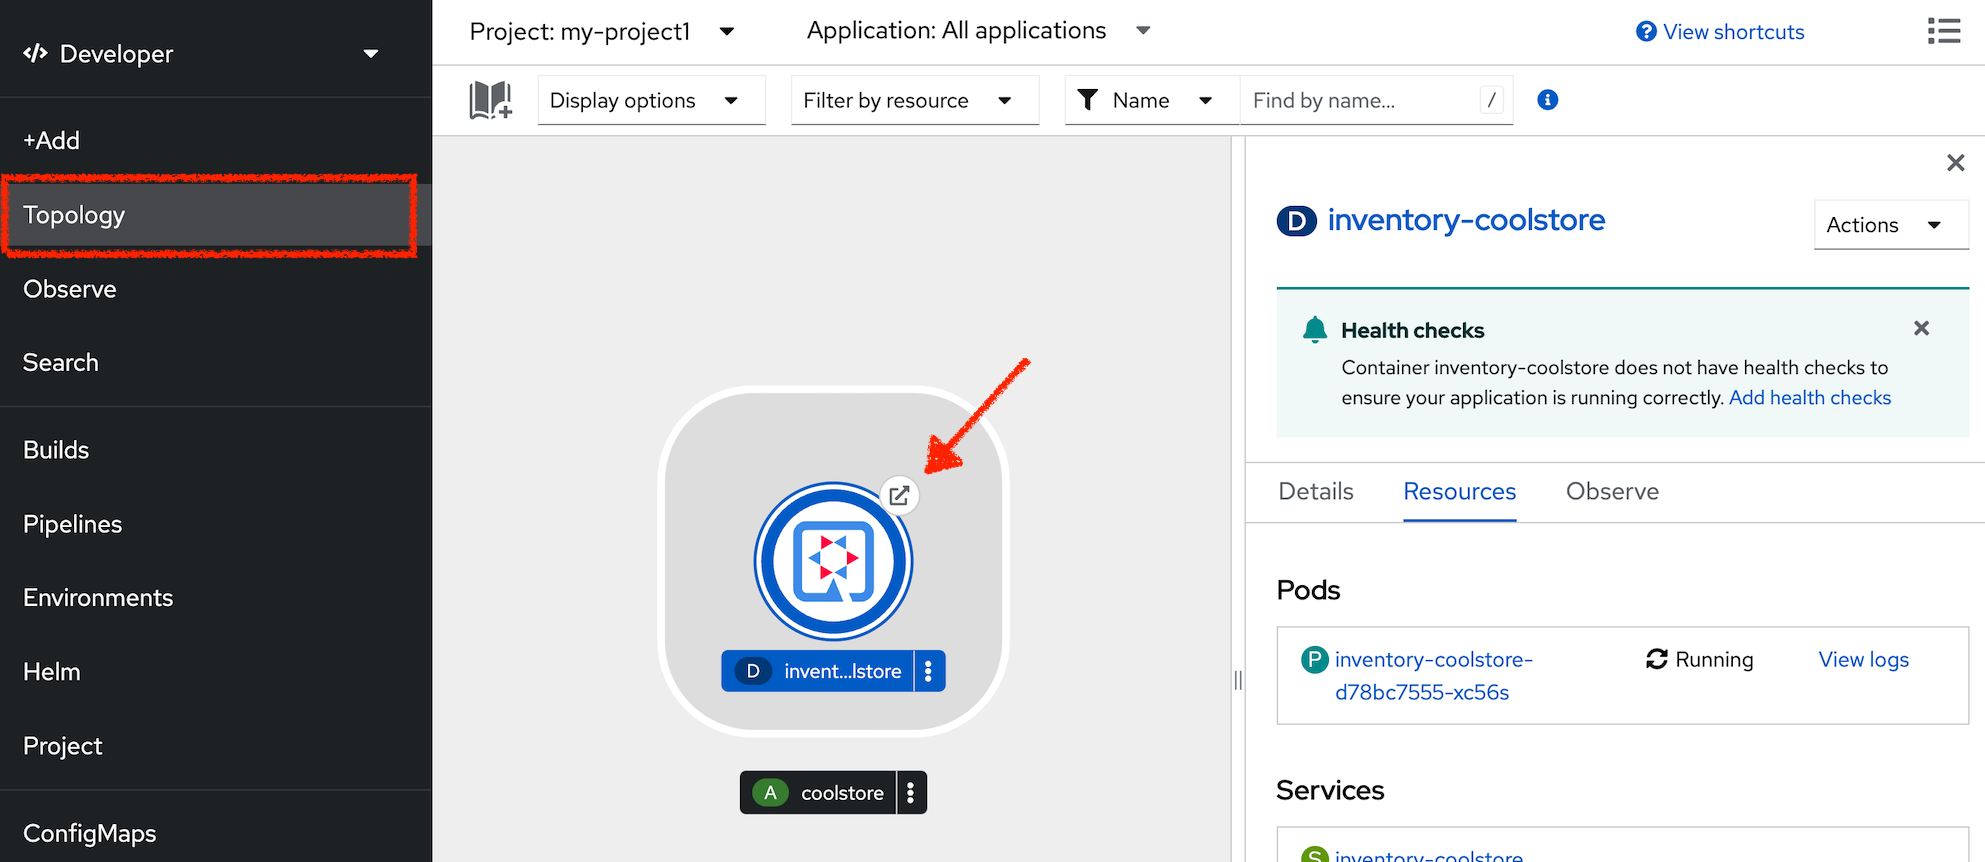 Developer
+Add
Topology
Observe
Search
Builds
Pipelines
Environments
Helm
Project
ConfigMaps
Project: my-project1
Application: All applications
View shortcuts
Display options
Filter by resource
Name
Find by name...
/
D invent...lstore
A coolstore
D inventory-coolstore
Actions
Health checks
Container inventory-coolstore does not have health checks to
ensure your application is running correctly. Add health checks
Details
Resources
Observe
Pods
P inventory-coolstore-
d78bc7555-xc56s
Running
View logs
Services
S inventory-coolstore